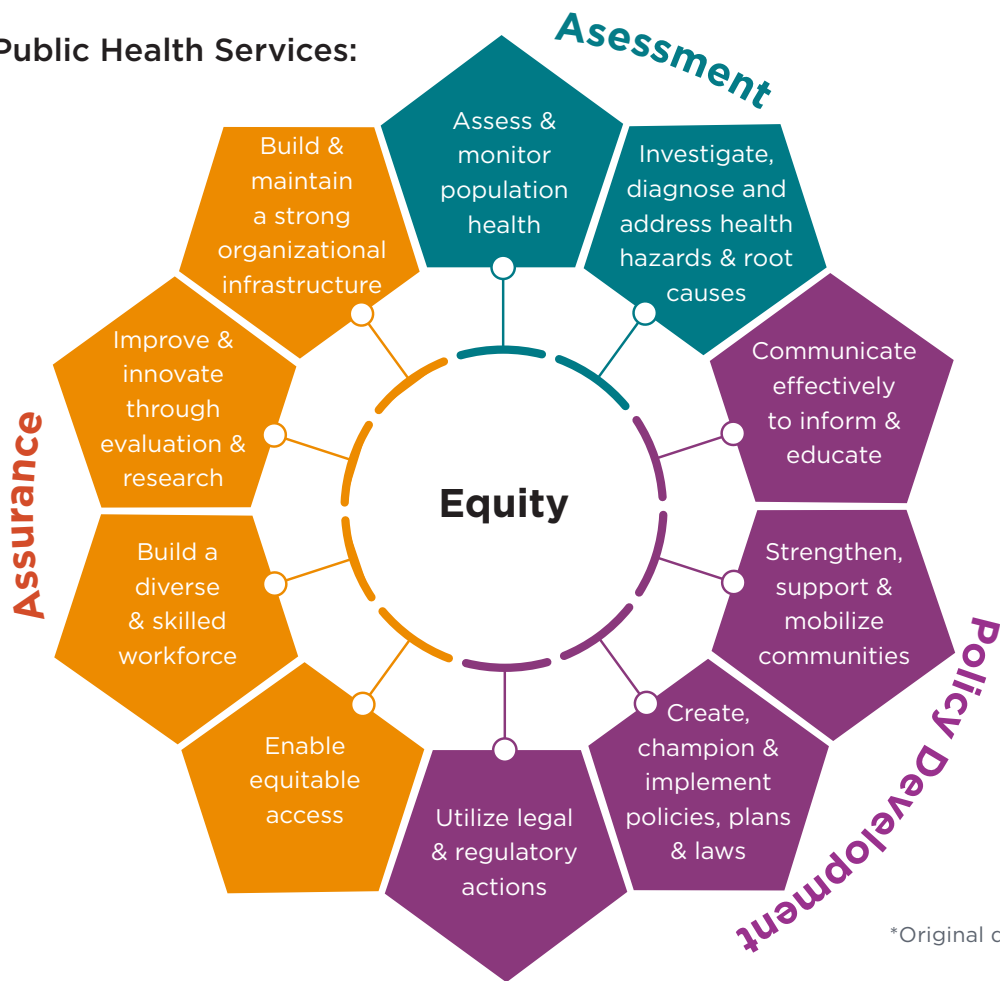 Public Health Services:
Asessment
Assess &
monitor
population
health
Investigate,
diagnose and
address health
hazards & root
causes
Communicate
effectively
to inform &
educate
Strengthen,
support &
mobilize
communities
Policy Development
Create,
champion &
implement
policies, plans
& laws
Utilize legal
& regulatory
actions
Enable
equitable
access
Build a
diverse
& skilled
workforce
Assurance
Improve &
innovate
through
evaluation &
research
Build &
maintain
a strong
organizational
infrastructure
Equity
*Original